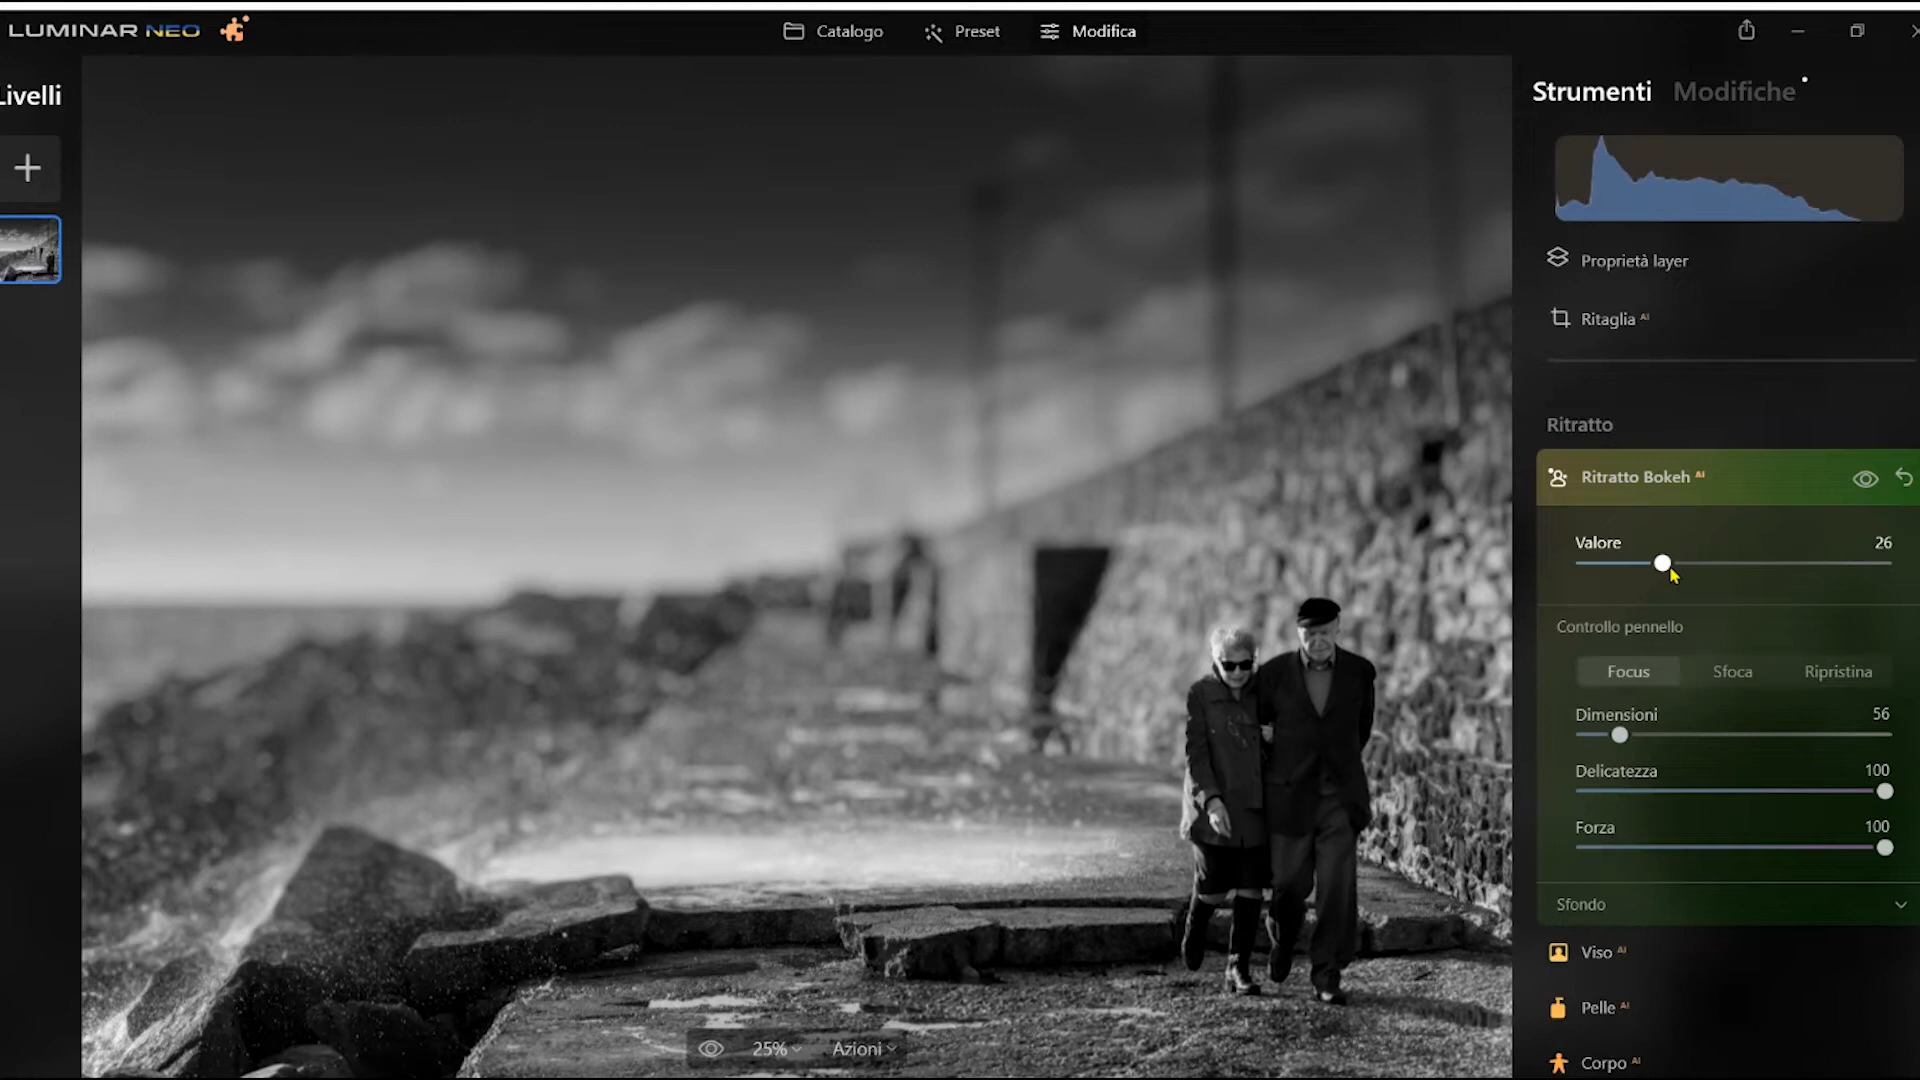 LUMINAR NEO
Catalogo
Preset
Modifica
Livelli
Strumenti
Modifiche
Proprietà layer
Ritaglia AI
Ritratto
Ritratto Bokeh AI
Valore 26
Controllo pennello
Focus
Sfoca
Ripristina
Dimensioni 56
Delicatezza 100
Forza 100
Sfondo
Viso AI
Pelle AI
Corpo AI
25%
Azioni